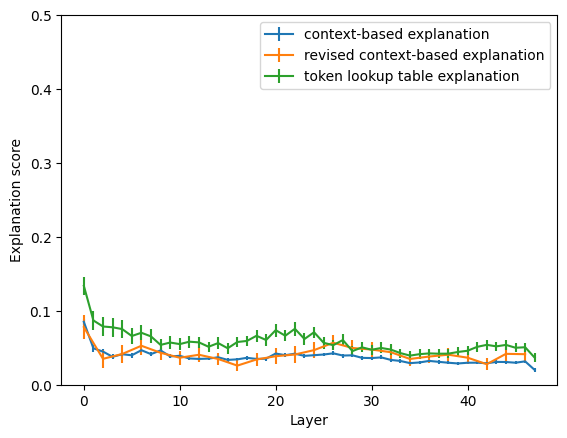 context-based explanation
revised context-based explanation
token lookup table explanation
0.5
0.4
0.3
0.2
0.1
0.0
Explanation score
0 10 20 30 40
Layer